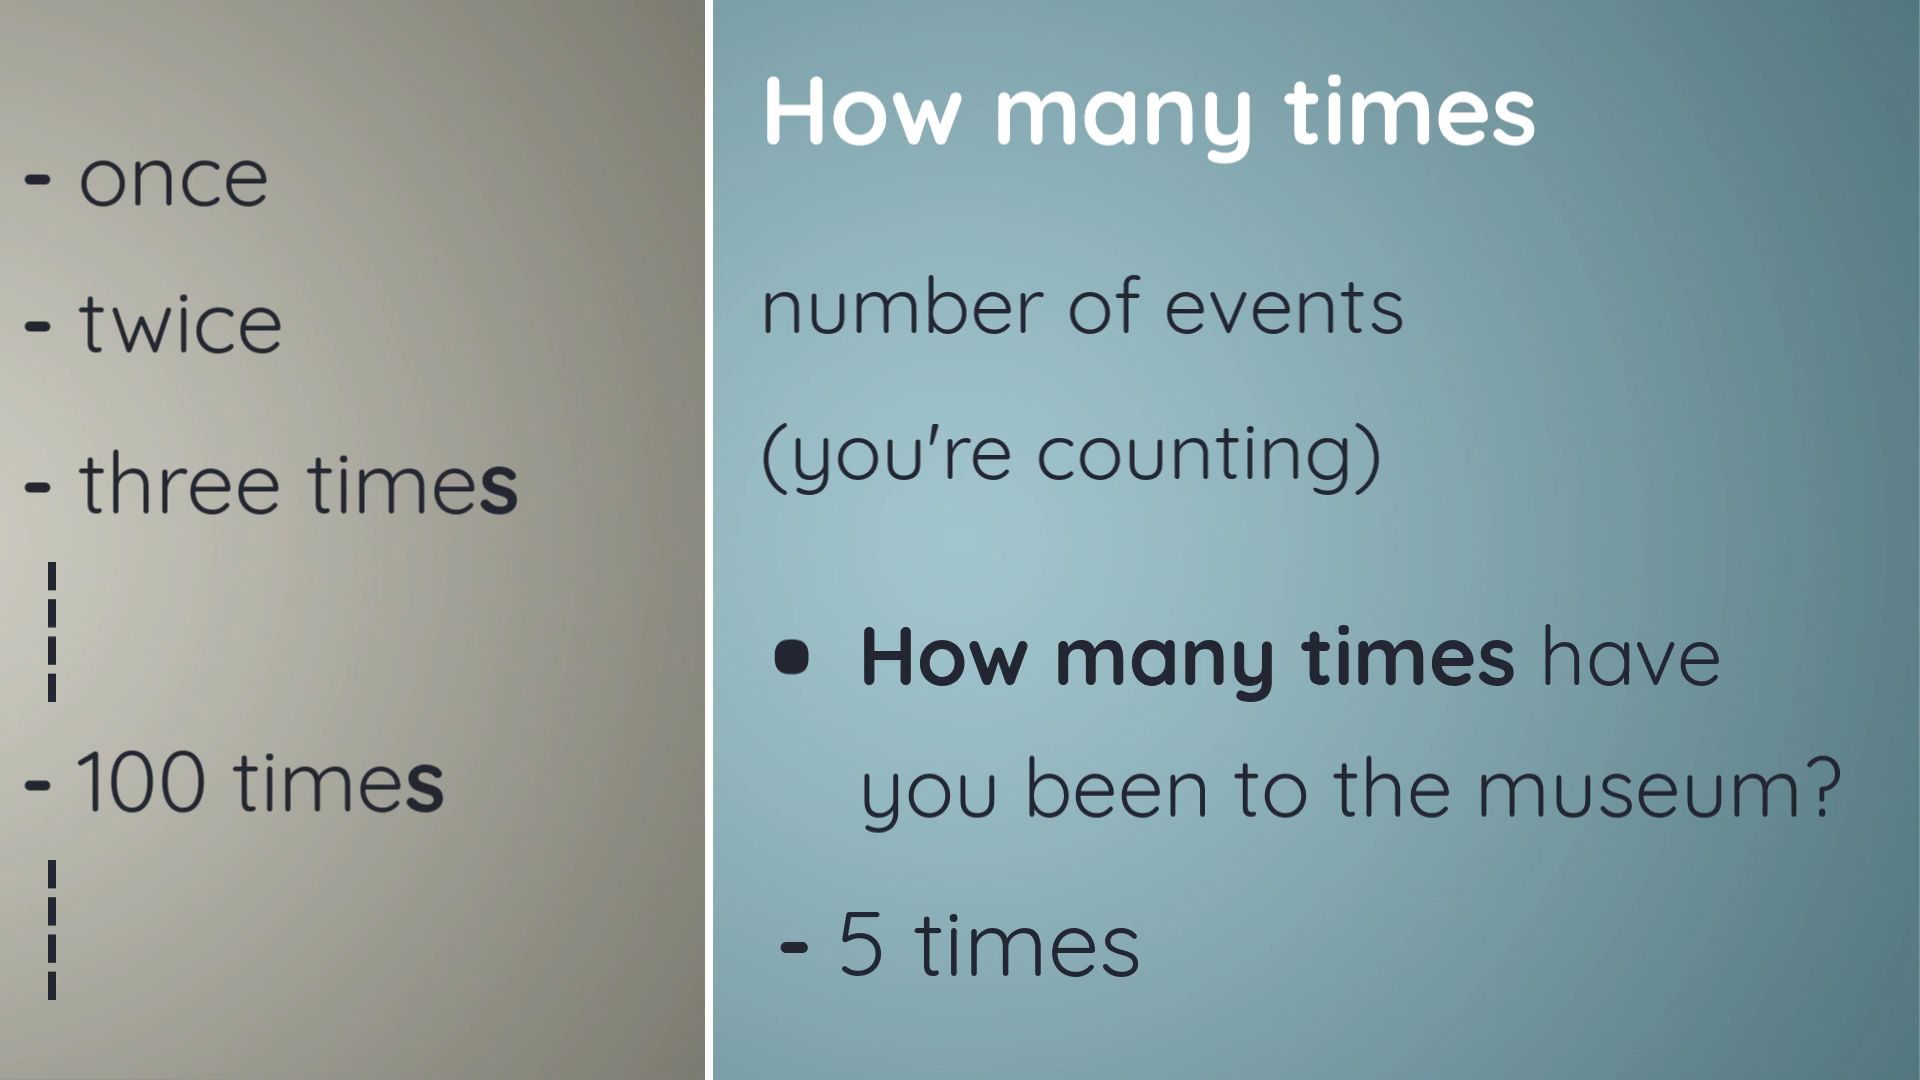 - once
- twice
- three times
- 100 times
How many times
number of events
(you're counting)
• How many times have
you been to the museum?
- 5 times